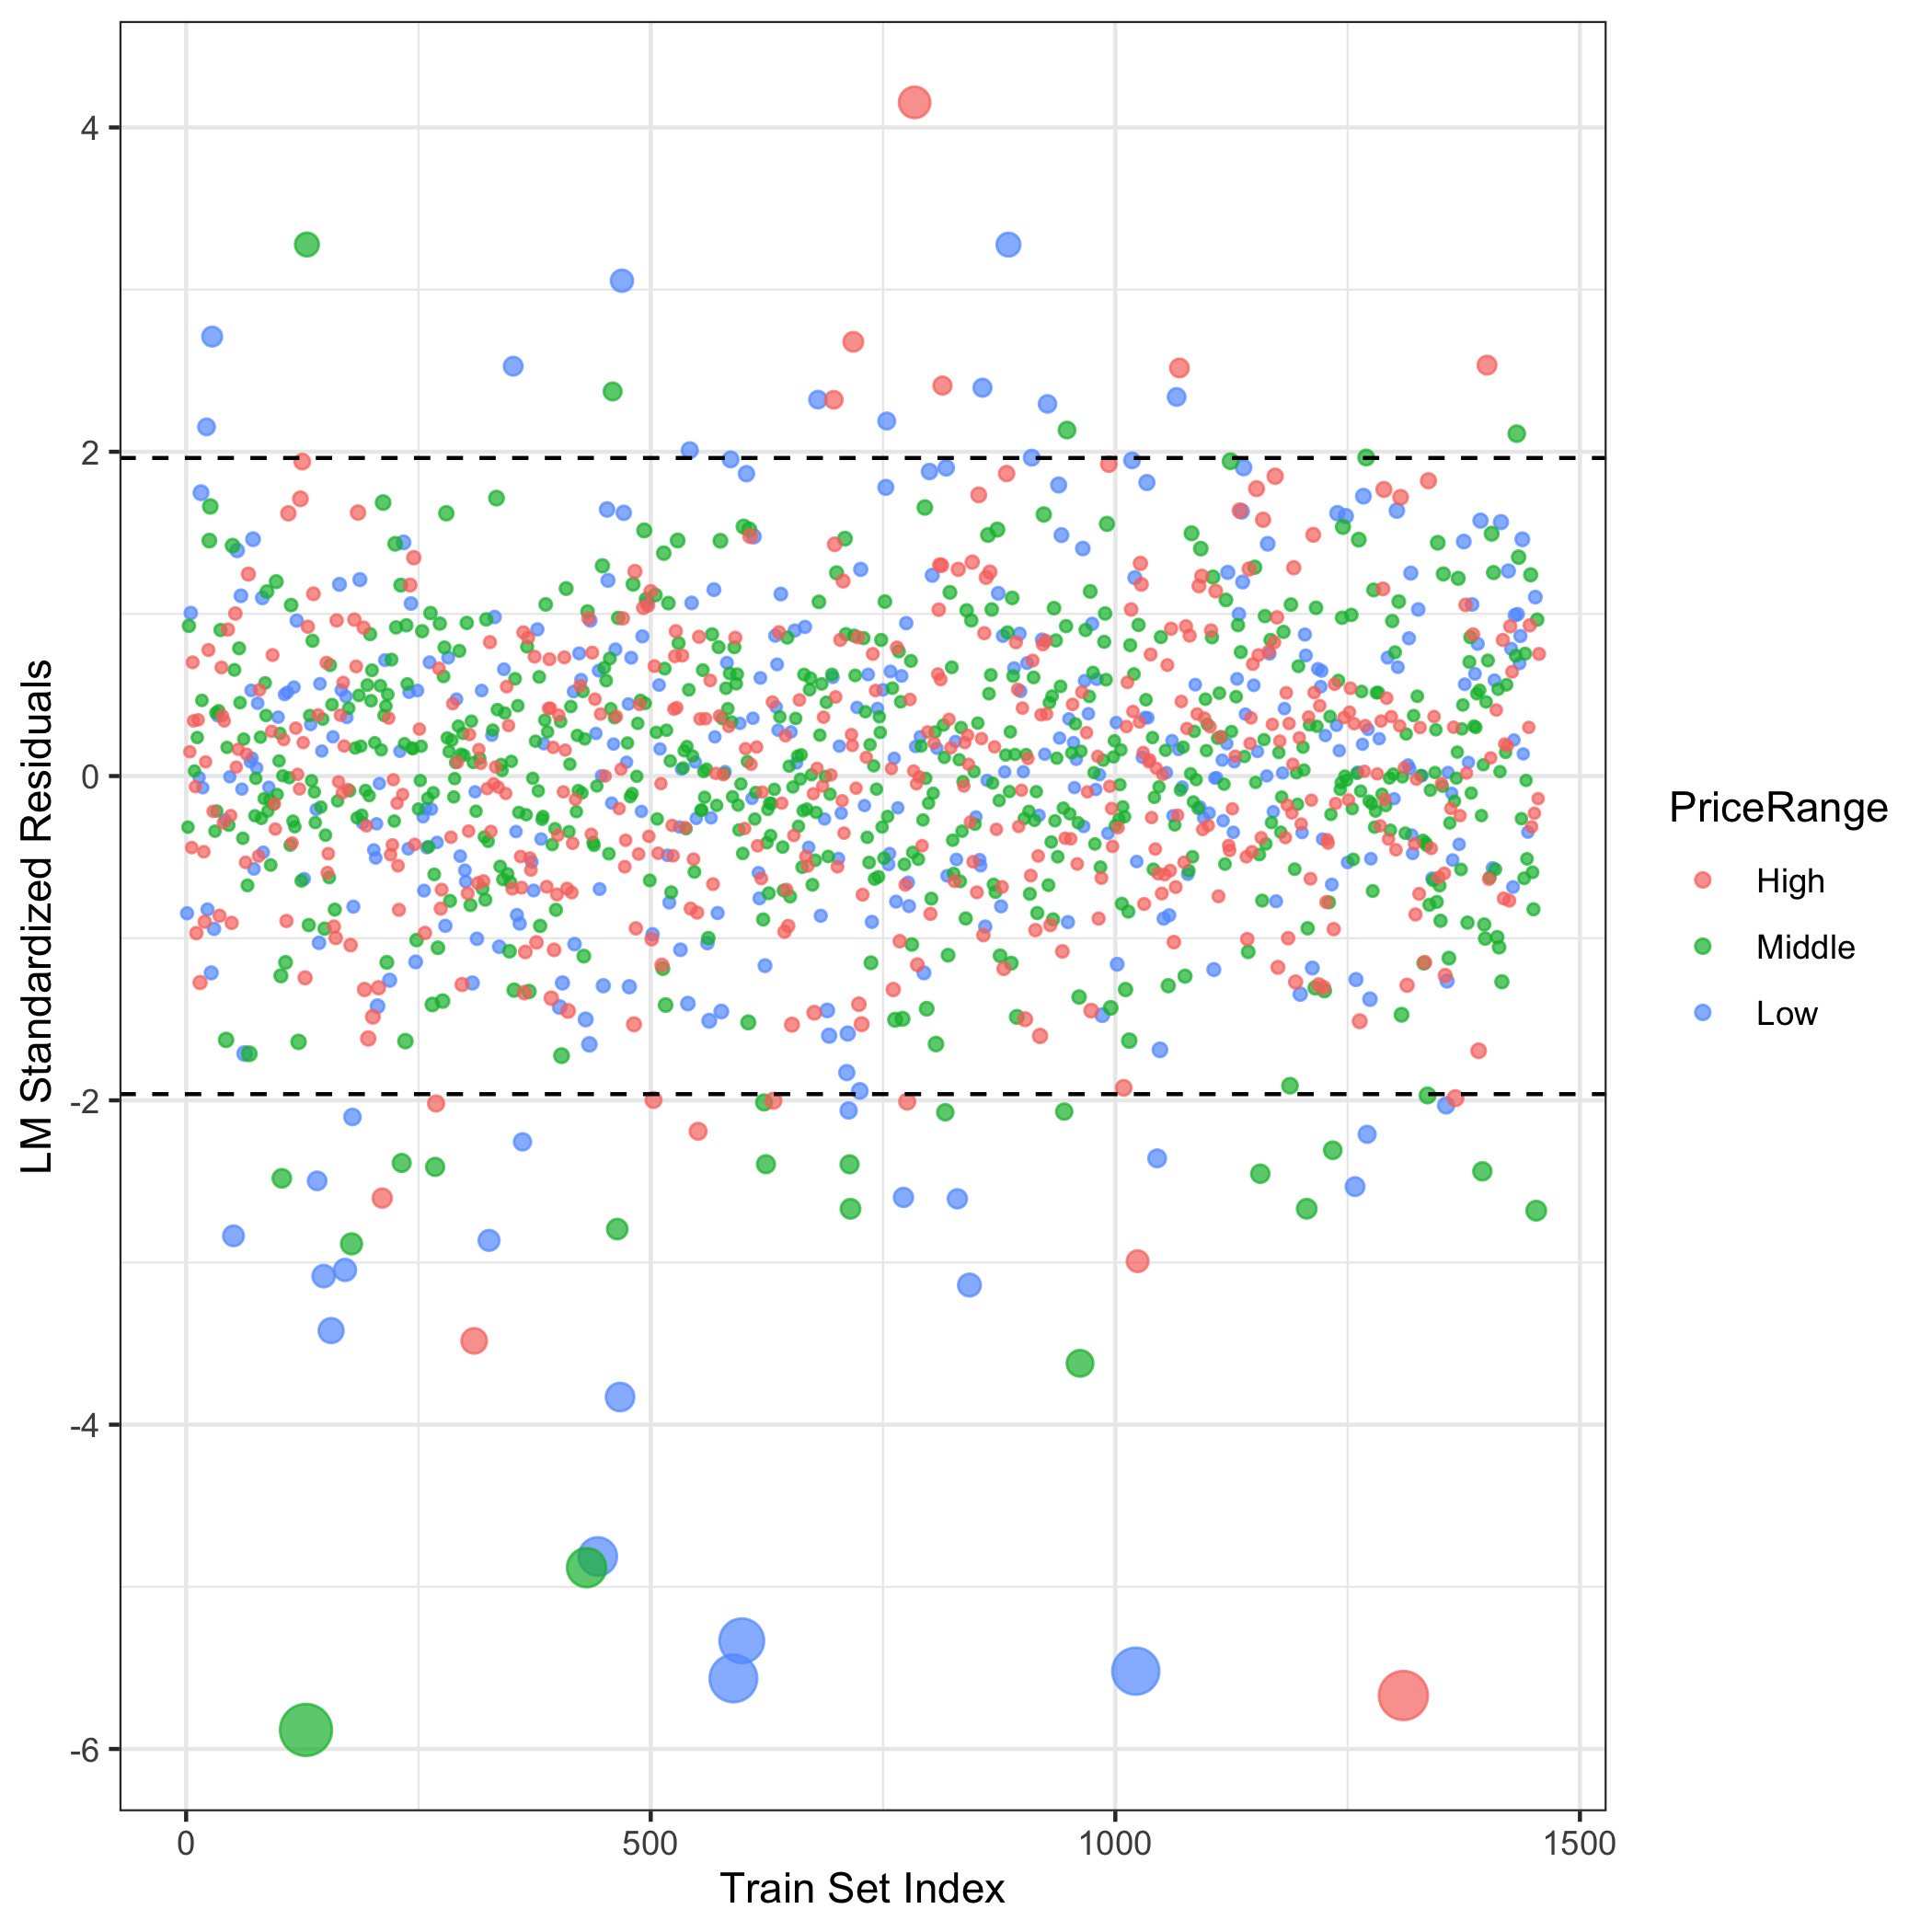 4
2
0
-2
-4
-6
LM Standardized Residuals
0 500 1000 1500
Train Set Index
PriceRange
High
Middle
Low